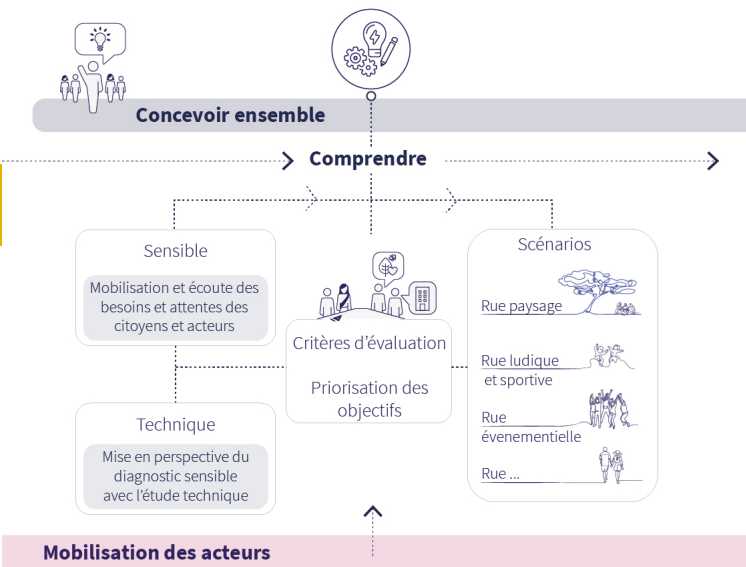 Concevoir ensemble
Comprendre
Sensible
Mobilisation et écoute des
besoins et attentes des
citoyens et acteurs
Technique
Mise en perspective du
diagnostic sensible
avec l’étude technique
Critères d’évaluation
Priorisation des
objectifs
Scénarios
Rue paysage
Rue ludique
et sportive
Rue
évenementielle
Rue ...
Mobilisation des acteurs